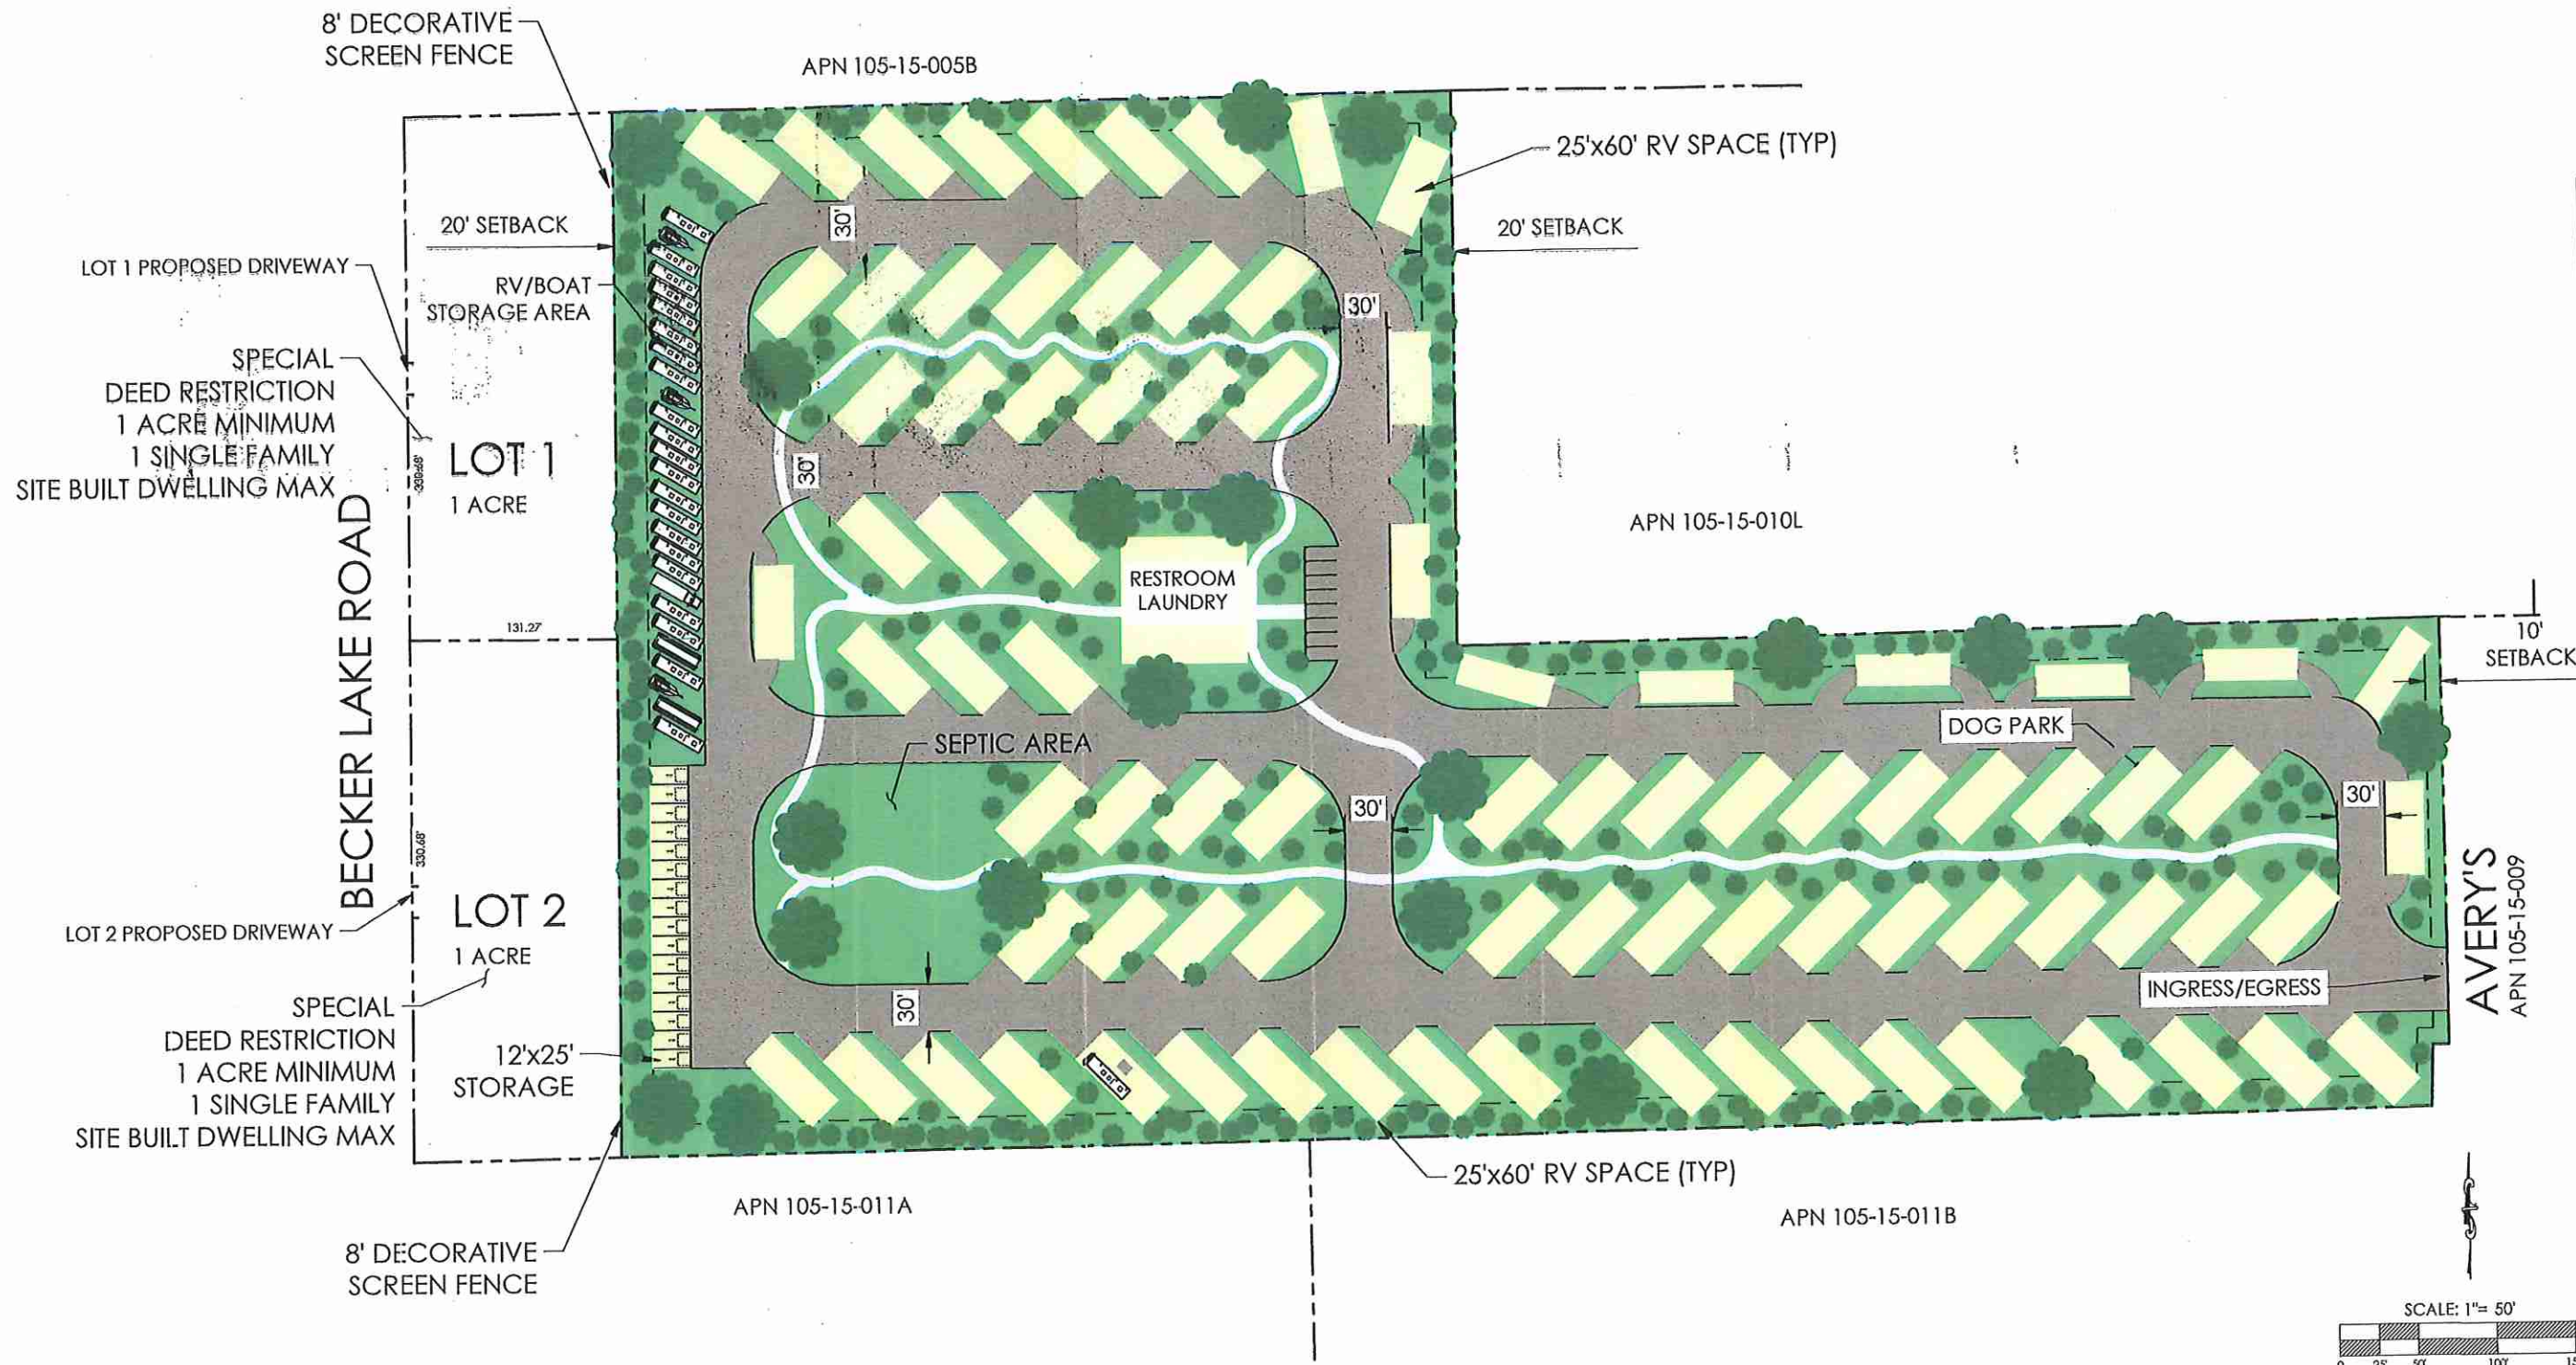 8' DECORATIVE
SCREEN FENCE
APN 105-15-005B
25'x60' RV SPACE (TYP)
20' SETBACK
20' SETBACK
30'
LOT 1 PROPOSED DRIVEWAY
RV/BOAT
STORAGE AREA
30'
SPECIAL
DEED RESTRICTION
1 ACRE MINIMUM
1 SINGLE FAMILY
SITE BUILT DWELLING MAX
LOT 1
1 ACRE
30'
APN 105-15-010L
BECKER LAKE ROAD
RESTROOM
LAUNDRY
131.27'
10'
SETBACK
DOG PARK
SEPTIC AREA
30'
30'
330.68'
LOT 2
1 ACRE
LOT 2 PROPOSED DRIVEWAY
AVERY'S
APN 105-15-009
INGRESS/EGRESS
30'
SPECIAL
DEED RESTRICTION
1 ACRE MINIMUM
1 SINGLE FAMILY
SITE BUILT DWELLING MAX
12'x25'
STORAGE
25'x60' RV SPACE (TYP)
APN 105-15-011A
APN 105-15-011B
8' DECORATIVE
SCREEN FENCE
SCALE: 1"= 50'
0 25' 50' 100'